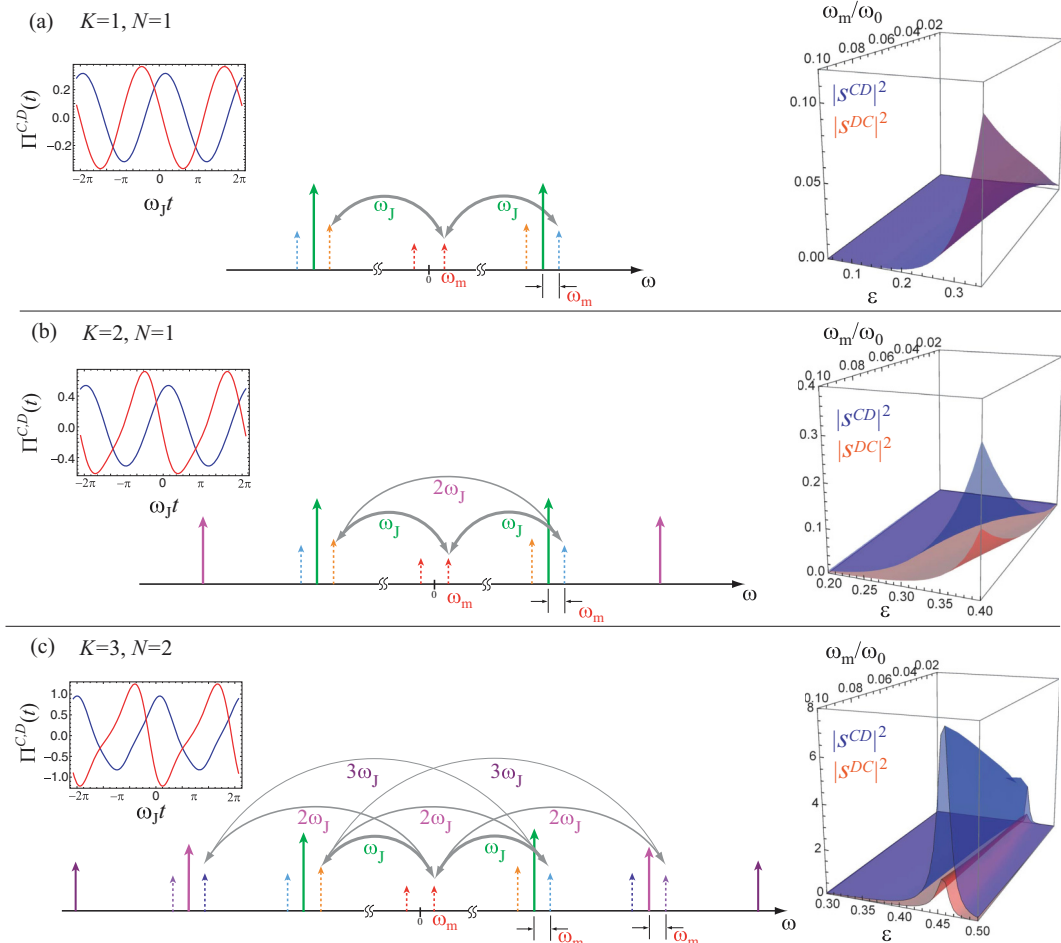 (a) K=1, N=1
Π^{C,D}(t)
0.2
0.0
−0.2
−2π −π 0 π 2π
ω_J t
ω_J ω_J
0
ω_m
ω
ω_m
ω_m/ω_0
0.10 0.08 0.06 0.04 0.02
|S^{CD}|^2
|S^{DC}|^2
0.10
0.05
0.00
0.1 0.2 0.3
ε
(b) K=2, N=1
Π^{C,D}(t)
0.4
0.0
−0.4
−2π −π 0 π 2π
ω_J t
2ω_J
ω_J ω_J
0
ω_m
ω
ω_m
ω_m/ω_0
0.10 0.08 0.06 0.04 0.02
|S^{CD}|^2
|S^{DC}|^2
0.4
0.3
0.2
0.1
0.0
0.20 0.25 0.30 0.35 0.40
ε
(c) K=3, N=2
Π^{C,D}(t)
1.0
0.5
0.0
−0.5
−1.0
−2π −π 0 π 2π
ω_J t
3ω_J 3ω_J
2ω_J 2ω_J 2ω_J
ω_J ω_J
0
ω_m
ω
ω_m ω_m
ω_m/ω_0
0.10 0.08 0.06 0.04 0.02
|S^{CD}|^2
|S^{DC}|^2
8
6
4
2
0
0.30 0.35 0.40 0.45 0.50
ε